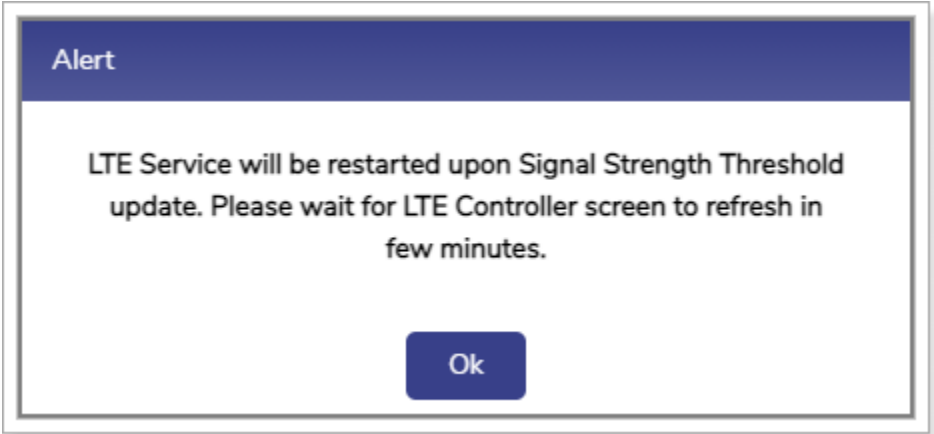 Alert
LTE Service will be restarted upon Signal Strength Threshold
update. Please wait for LTE Controller screen to refresh in
few minutes.
Ok